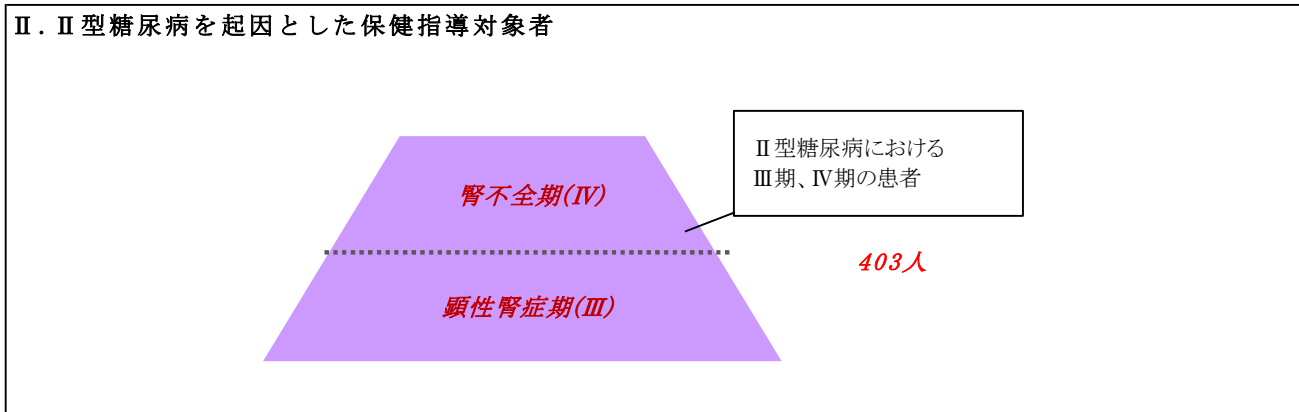 Ⅱ．Ⅱ型糖尿病を起因とした保健指導対象者
Ⅱ型糖尿病における
Ⅲ期、Ⅳ期の患者
腎不全期(Ⅳ)
403人
顕性腎症期(Ⅲ)